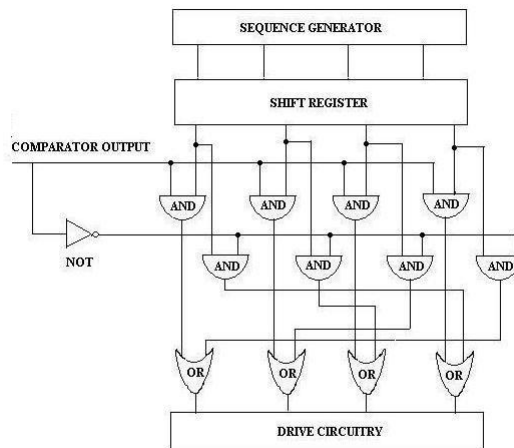 SEQUENCE GENERATOR
SHIFT REGISTER
COMPARATOR OUTPUT
AND AND AND AND
NOT
AND AND AND AND
OR OR OR OR
DRIVE CIRCUITRY